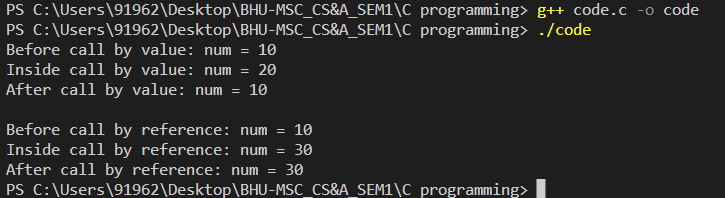 PS C:\Users\91962\Desktop\BHU-MSC_CS&A_SEM1\C programming> g++ code.c -o code
PS C:\Users\91962\Desktop\BHU-MSC_CS&A_SEM1\C programming> ./code
Before call by value: num = 10
Inside call by value: num = 20
After call by value: num = 10

Before call by reference: num = 10
Inside call by reference: num = 30
After call by reference: num = 30
PS C:\Users\91962\Desktop\BHU-MSC_CS&A_SEM1\C programming>